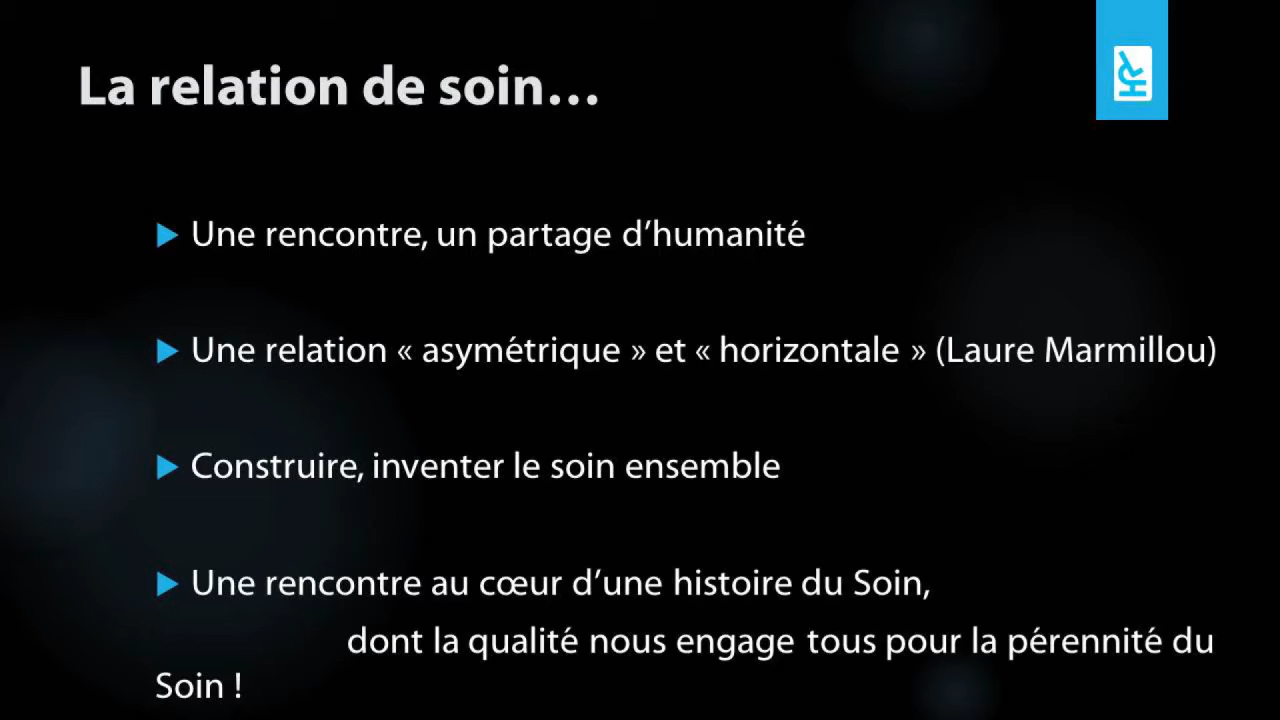 La relation de soin…
Une rencontre, un partage d’humanité
Une relation « asymétrique » et « horizontale » (Laure Marmillou)
Construire, inventer le soin ensemble
Une rencontre au cœur d’une histoire du Soin,
dont la qualité nous engage tous pour la pérennité du
Soin !